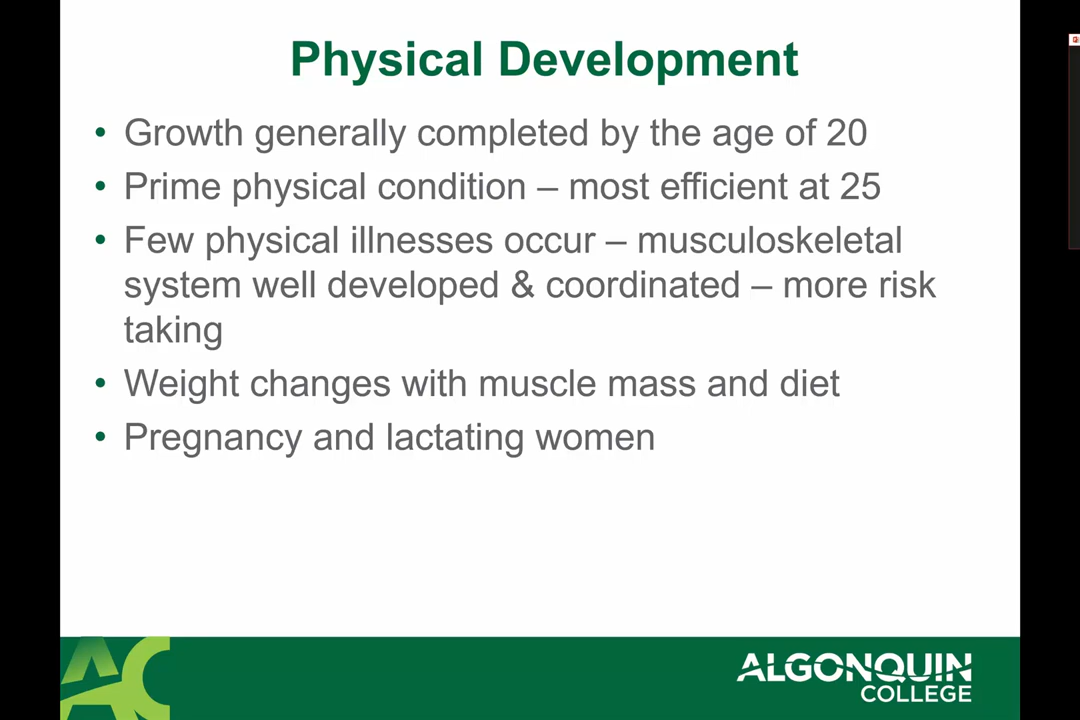 Physical Development
• Growth generally completed by the age of 20
• Prime physical condition – most efficient at 25
• Few physical illnesses occur – musculoskeletal
system well developed & coordinated – more risk
taking
• Weight changes with muscle mass and diet
• Pregnancy and lactating women
AC
ALGONQUIN
COLLEGE